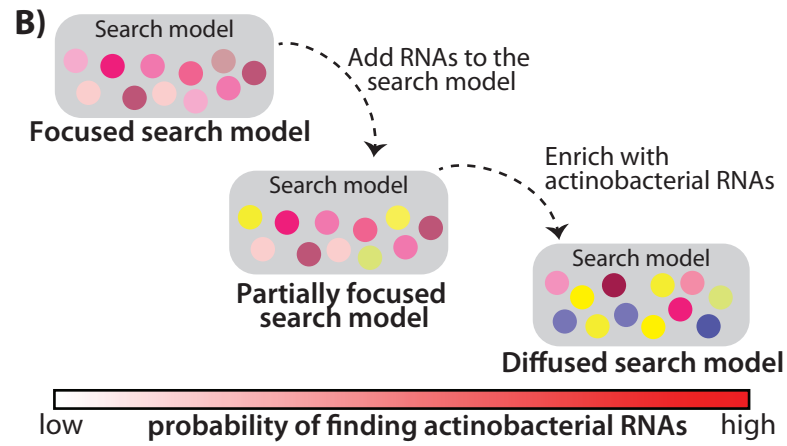 B)
Search model
Focused search model
Add RNAs to the
search model
Search model
Partially focused
search model
Enrich with
actinobacterial RNAs
Search model
Diffused search model
low
probability of finding actinobacterial RNAs
high